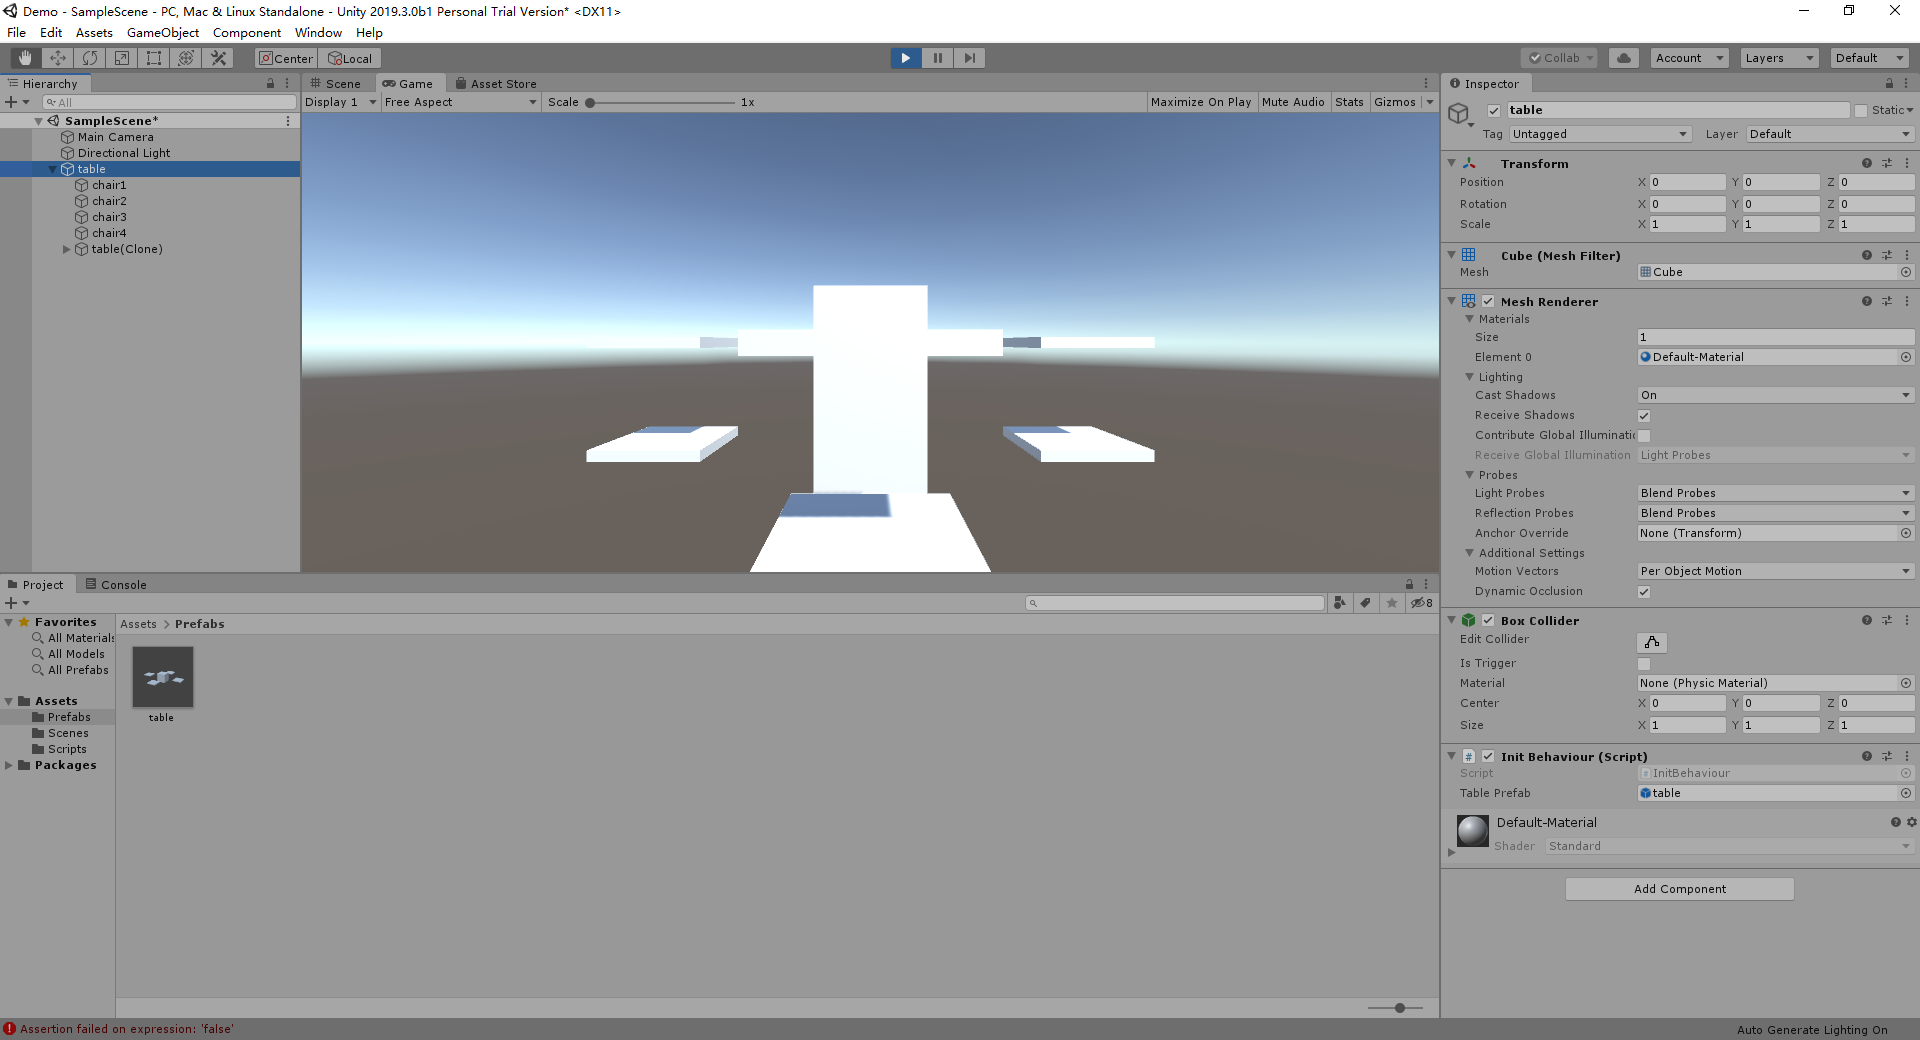 Demo - SampleScene - PC, Mac & Linux Standalone - Unity 2019.3.0b1 Personal Trial Version* <DX11>
File Edit Assets GameObject Component Window Help
Center Local Collab Account Layers Default
Hierarchy
All
SampleScene*
Main Camera
Directional Light
table
chair1
chair2
chair3
chair4
table(Clone)
Scene Game Asset Store
Display 1 Free Aspect Scale 1x Maximize On Play Mute Audio Stats Gizmos
Project Console
8
Favorites
All Materials
All Models
All Prefabs
Assets
Prefabs
Scenes
Scripts
Packages
Assets > Prefabs
table
Inspector
table Static
Tag Untagged Layer Default
Transform
Position X 0 Y 0 Z 0
Rotation X 0 Y 0 Z 0
Scale X 1 Y 1 Z 1
Cube (Mesh Filter)
Mesh Cube
Mesh Renderer
Materials
Size 1
Element 0 Default-Material
Lighting
Cast Shadows On
Receive Shadows
Contribute Global Illuminatic
Receive Global Illumination Light Probes
Probes
Light Probes Blend Probes
Reflection Probes Blend Probes
Anchor Override None (Transform)
Additional Settings
Motion Vectors Per Object Motion
Dynamic Occlusion
Box Collider
Edit Collider
Is Trigger
Material None (Physic Material)
Center X 0 Y 0 Z 0
Size X 1 Y 1 Z 1
Init Behaviour (Script)
Script InitBehaviour
Table Prefab table
Default-Material
Shader Standard
Add Component
Assertion failed on expression: 'false'
Auto Generate Lighting On